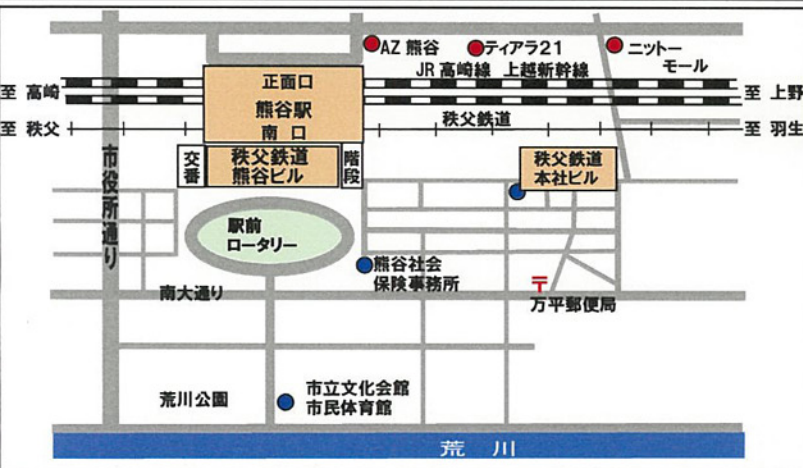 AZ 熊谷
ティアラ21
ニットー
モール
正面口
JR 高崎線 上越新幹線
至 高崎
熊谷駅
至 上野
秩父鉄道
至 秩父
南 口
至 羽生
交番
秩父鉄道
熊谷ビル
階段
秩父鉄道
本社ビル
市役所通り
駅前
ロータリー
熊谷社会
保険事務所
南大通り
〒
万平郵便局
荒川公園
市立文化会館
市民体育館
荒 川